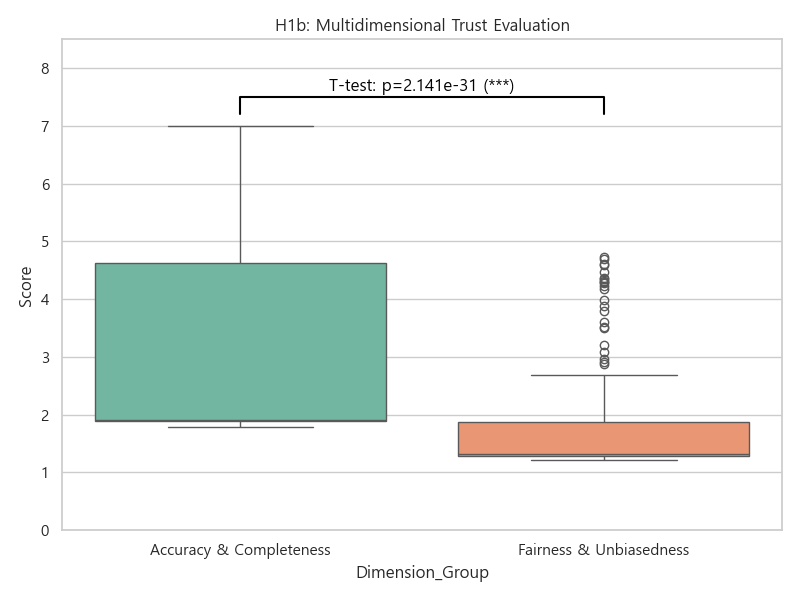 H1b: Multidimensional Trust Evaluation
T-test: p=2.141e-31 (***)
8
7
6
5
4
3
2
1
0
Score
Accuracy & Completeness
Fairness & Unbiasedness
Dimension_Group